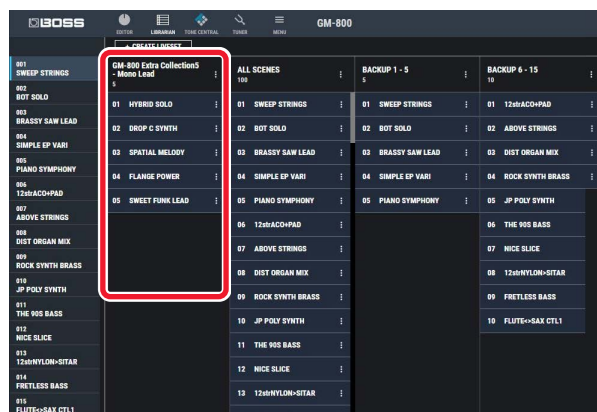 BOSS
EDITOR
LIBRARIAN
TONE CENTRAL
TUNER
MENU
GM-800
+ CREATE LIVESET
001
SWEEP STRINGS
002
BOT SOLO
003
BRASSY SAW LEAD
004
SIMPLE EP VARI
005
PIANO SYMPHONY
006
12strACO+PAD
007
ABOVE STRINGS
008
DIST ORGAN MIX
009
ROCK SYNTH BRASS
010
JP POLY SYNTH
011
THE 90S BASS
012
NICE SLICE
013
12strNYLON>SITAR
014
FRETLESS BASS
015
FLUTE<>SAX CTL1
GM-800 Extra Collection5
- Mono Lead
5
01 HYBRID SOLO
02 DROP C SYNTH
03 SPATIAL MELODY
04 FLANGE POWER
05 SWEET FUNK LEAD
ALL SCENES
100
01 SWEEP STRINGS
02 BOT SOLO
03 BRASSY SAW LEAD
04 SIMPLE EP VARI
05 PIANO SYMPHONY
06 12strACO+PAD
07 ABOVE STRINGS
08 DIST ORGAN MIX
09 ROCK SYNTH BRASS
10 JP POLY SYNTH
11 THE 90S BASS
12 NICE SLICE
13 12strNYLON>SITAR
BACKUP 1 - 5
5
01 SWEEP STRINGS
02 BOT SOLO
03 BRASSY SAW LEAD
04 SIMPLE EP VARI
05 PIANO SYMPHONY
BACKUP 6 - 15
10
01 12strACO+PAD
02 ABOVE STRINGS
03 DIST ORGAN MIX
04 ROCK SYNTH BRASS
05 JP POLY SYNTH
06 THE 90S BASS
07 NICE SLICE
08 12strNYLON>SITAR
09 FRETLESS BASS
10 FLUTE<>SAX CTL1